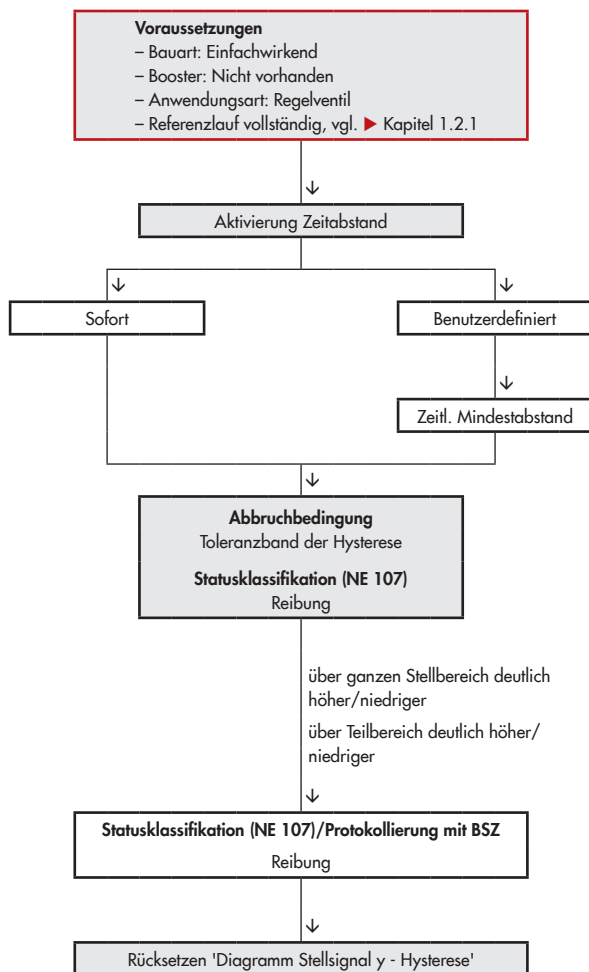 Voraussetzungen
– Bauart: Einfachwirkend
– Booster: Nicht vorhanden
– Anwendungsart: Regelventil
– Referenzlauf vollständig, vgl. ▶ Kapitel 1.2.1
Aktivierung Zeitabstand
Sofort
Benutzerdefiniert
Zeitl. Mindestabstand
Abbruchbedingung
Toleranzband der Hysterese
Statusklassifikation (NE 107)
Reibung
über ganzen Stellbereich deutlich
höher/niedriger
über Teilbereich deutlich höher/
niedriger
Statusklassifikation (NE 107)/Protokollierung mit BSZ
Reibung
Rücksetzen 'Diagramm Stellsignal y - Hysterese'